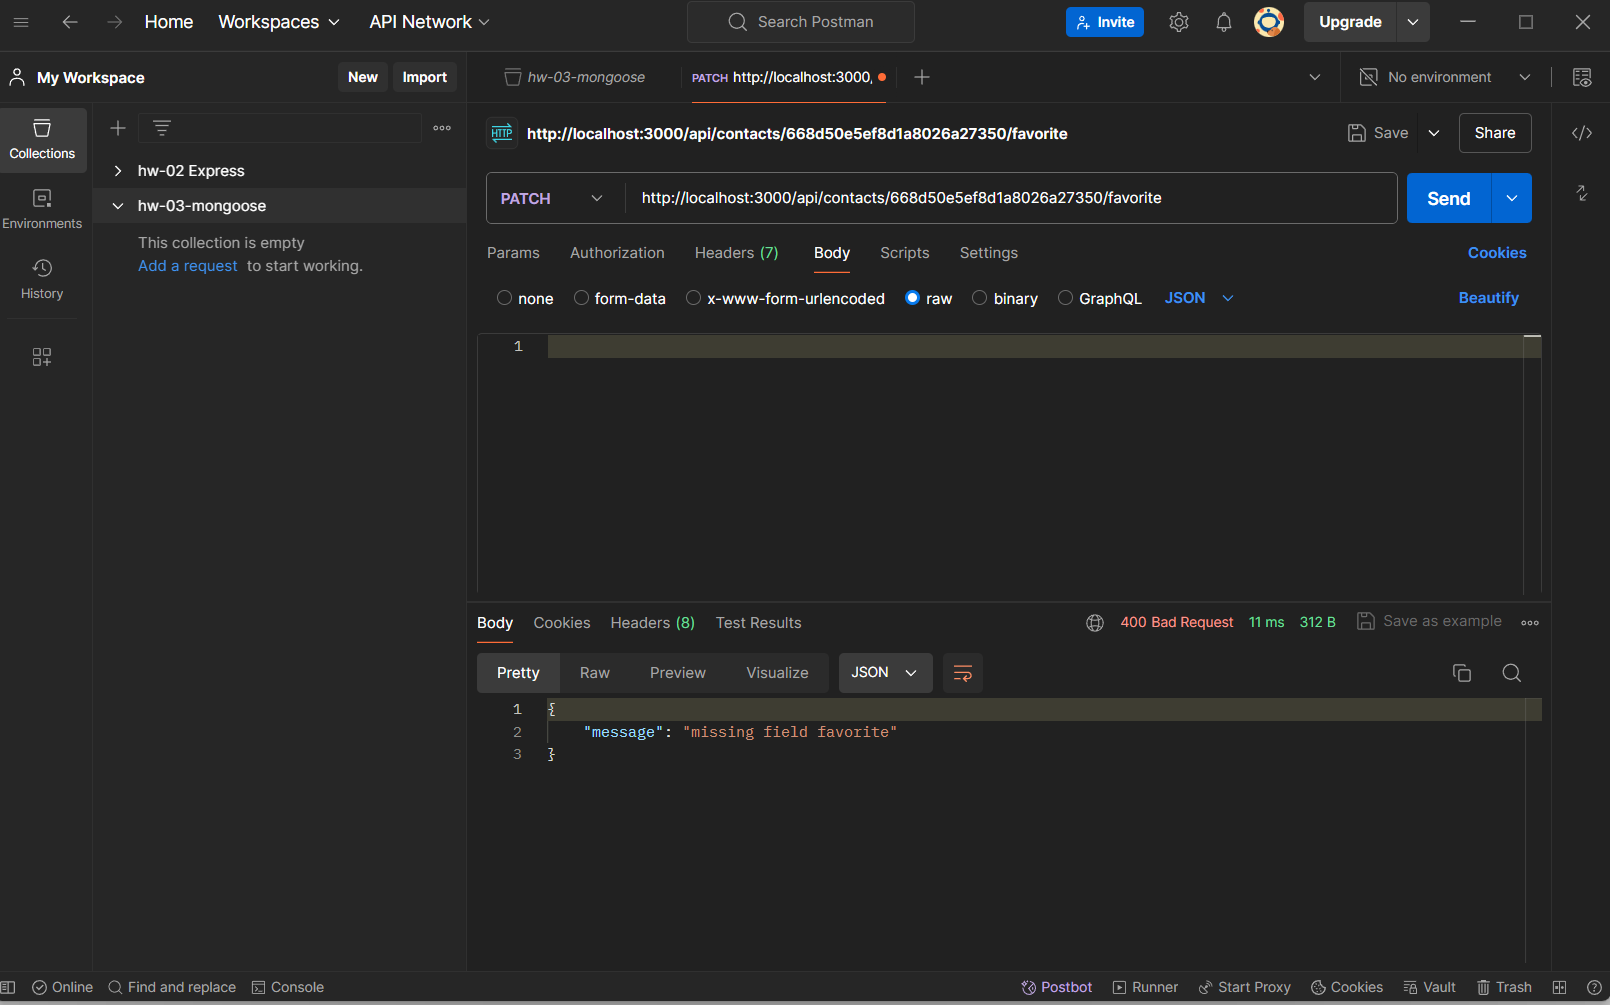 Home Workspaces API Network Search Postman Invite Upgrade
My Workspace New Import hw-03-mongoose PATCH http://localhost:3000, No environment
Collections
Environments
History
hw-02 Express
hw-03-mongoose
This collection is empty
Add a request to start working.
HTTP http://localhost:3000/api/contacts/668d50e5ef8d1a8026a27350/favorite Save Share
PATCH http://localhost:3000/api/contacts/668d50e5ef8d1a8026a27350/favorite Send
Params Authorization Headers (7) Body Scripts Settings Cookies
none form-data x-www-form-urlencoded raw binary GraphQL JSON Beautify
1
Body Cookies Headers (8) Test Results 400 Bad Request 11 ms 312 B Save as example
Pretty Raw Preview Visualize JSON
1 {
2 "message": "missing field favorite"
3 }
Online Find and replace Console Postbot Runner Start Proxy Cookies Vault Trash